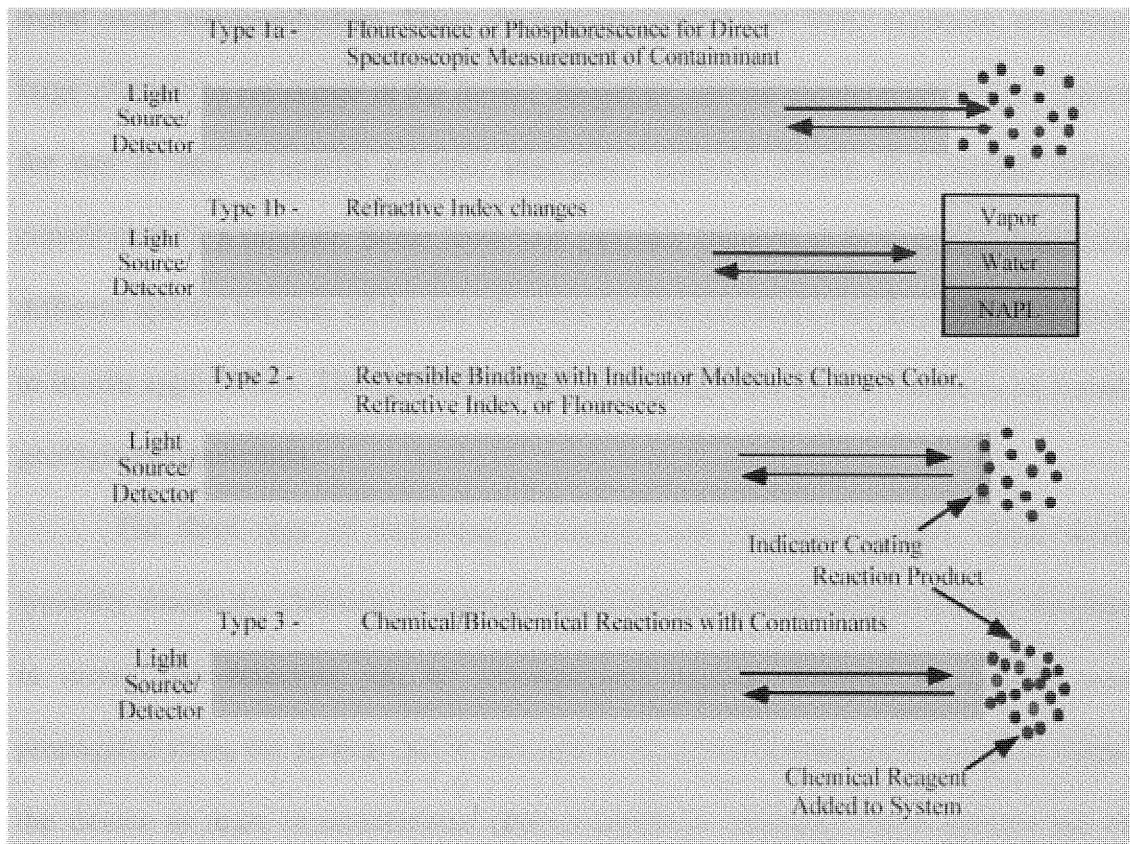 Type 1a - Flourescence or Phosphorescence for Direct
Spectroscopic Measurement of Contaiminant
Light
Source/
Detector
Type 1b - Refractive Index changes
Light
Source/
Detector
Vapor
Water
NAPL
Type 2 - Reversible Binding with Indicator Molecules Changes Color,
Refractive Index, or Flouresces
Light
Source/
Detector
Indicator Coating
Reaction Product
Type 3 - Chemical/Biochemical Reactions with Contaminants
Light
Source/
Detector
Chemical Reagent
Added to System